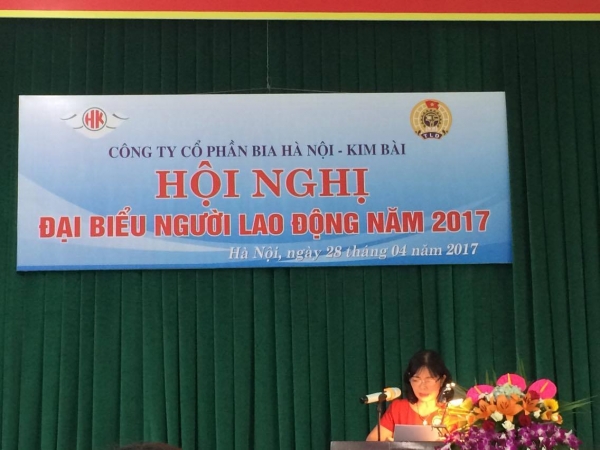 HK
TLD
CÔNG TY CỔ PHẦN BIA HÀ NỘI - KIM BÀI
HỘI NGHỊ
ĐẠI BIỂU NGƯỜI LAO ĐỘNG NĂM 2017
Hà Nội, ngày 28 tháng 04 năm 2017